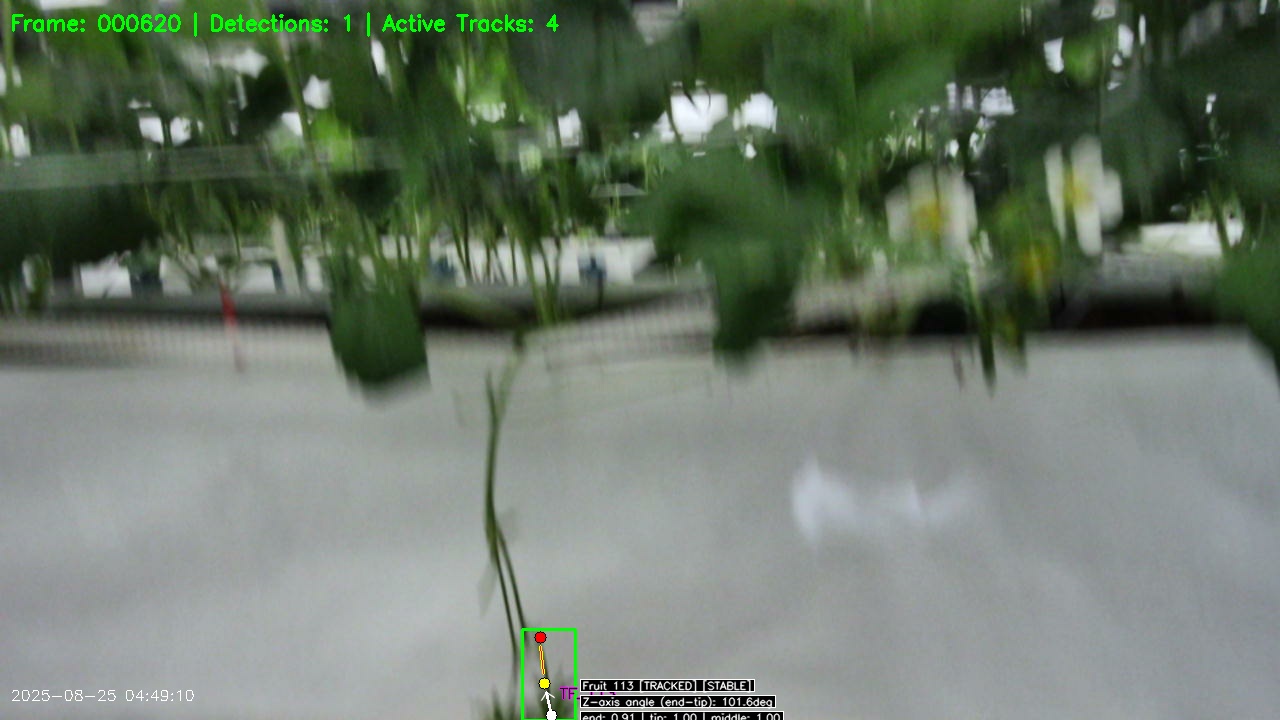 Frame: 000620 | Detections: 1 | Active Tracks: 4
Fruit 113 [TRACKED] [STABLE]
Z-axis angle (end-tip): 101.6deg
end: 0.91 | tip: 1.00 | middle: 1.00
2025-08-25 04:49:10